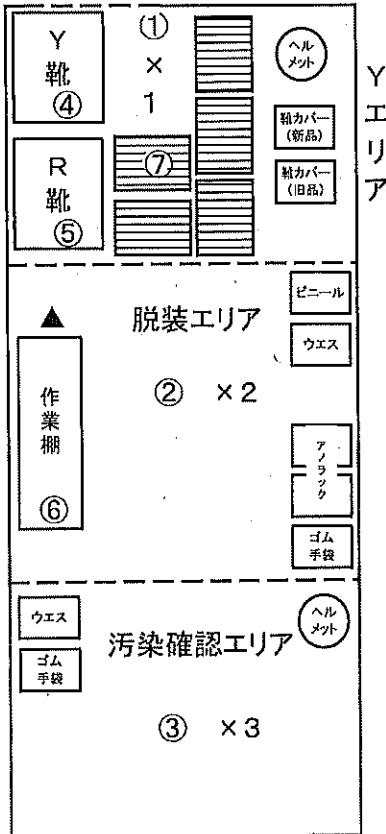 Y靴
④
①
×
1
ヘル
メット
Yエリア
靴カバー
(新品)
R靴
⑤
⑦
靴カバー
(旧品)
▲
脱装エリア
ビニール
ウエス
作業棚
⑥
② ×2
アノラック
ゴム
手袋
ウエス
ゴム
手袋
汚染確認エリア
ヘル
メット
③ ×3